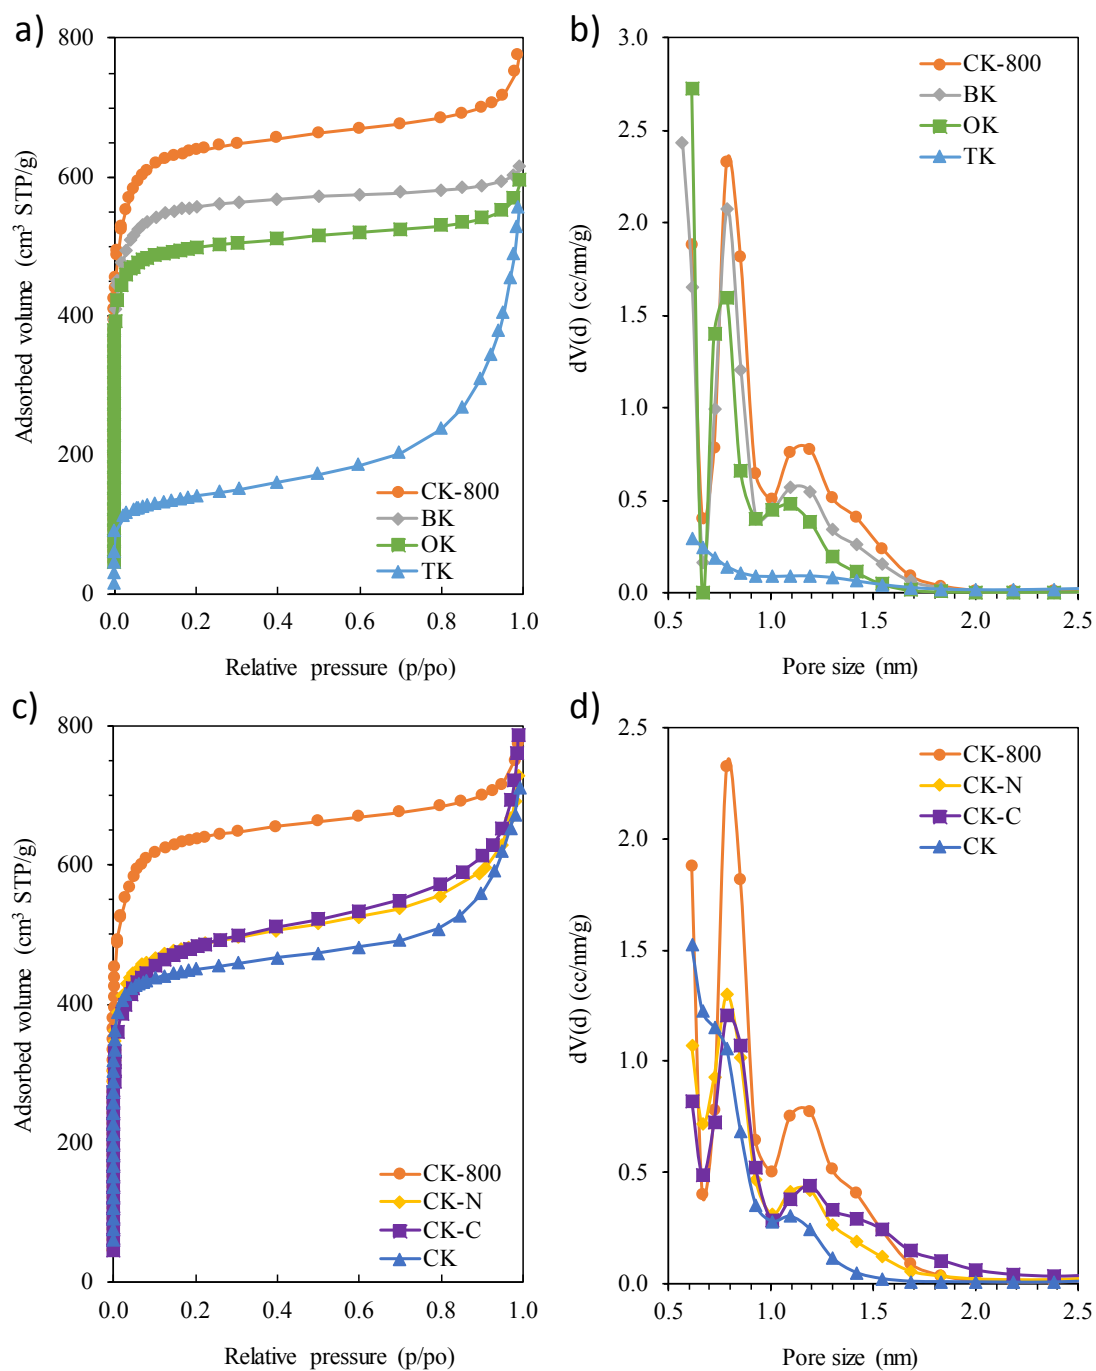 a)
800
600
400
200
0
Adsorbed volume (cm³ STP/g)
CK-800
BK
OK
TK
0.0 0.2 0.4 0.6 0.8 1.0
Relative pressure (p/po)
b)
3.0
2.5
2.0
1.5
1.0
0.5
0.0
dV(d) (cc/nm/g)
CK-800
BK
OK
TK
0.5 1.0 1.5 2.0 2.5
Pore size (nm)
c)
800
600
400
200
0
Adsorbed volume (cm³ STP/g)
CK-800
CK-N
CK-C
CK
0.0 0.2 0.4 0.6 0.8 1.0
Relative pressure (p/po)
d)
2.5
2.0
1.5
1.0
0.5
0.0
dV(d) (cc/nm/g)
CK-800
CK-N
CK-C
CK
0.5 1.0 1.5 2.0 2.5
Pore size (nm)